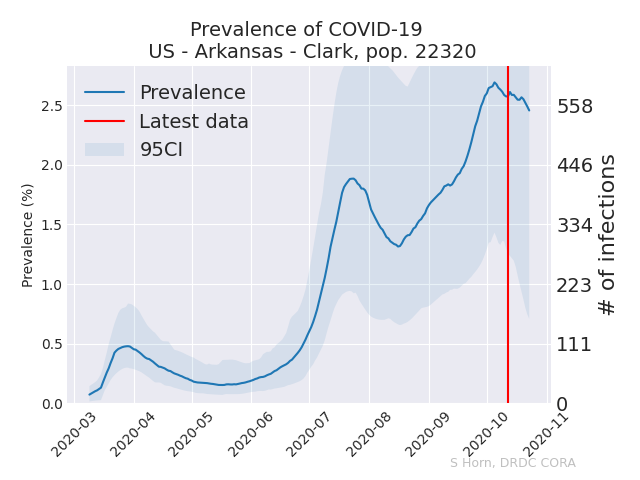 Prevalence of COVID-19
US - Arkansas - Clark, pop. 22320
Prevalence
Latest data
95CI
Prevalence (%)
2.5
2.0
1.5
1.0
0.5
0.0
558
446
334
223
111
0
# of infections
2020-03
2020-04
2020-05
2020-06
2020-07
2020-08
2020-09
2020-10
2020-11
S Horn, DRDC CORA